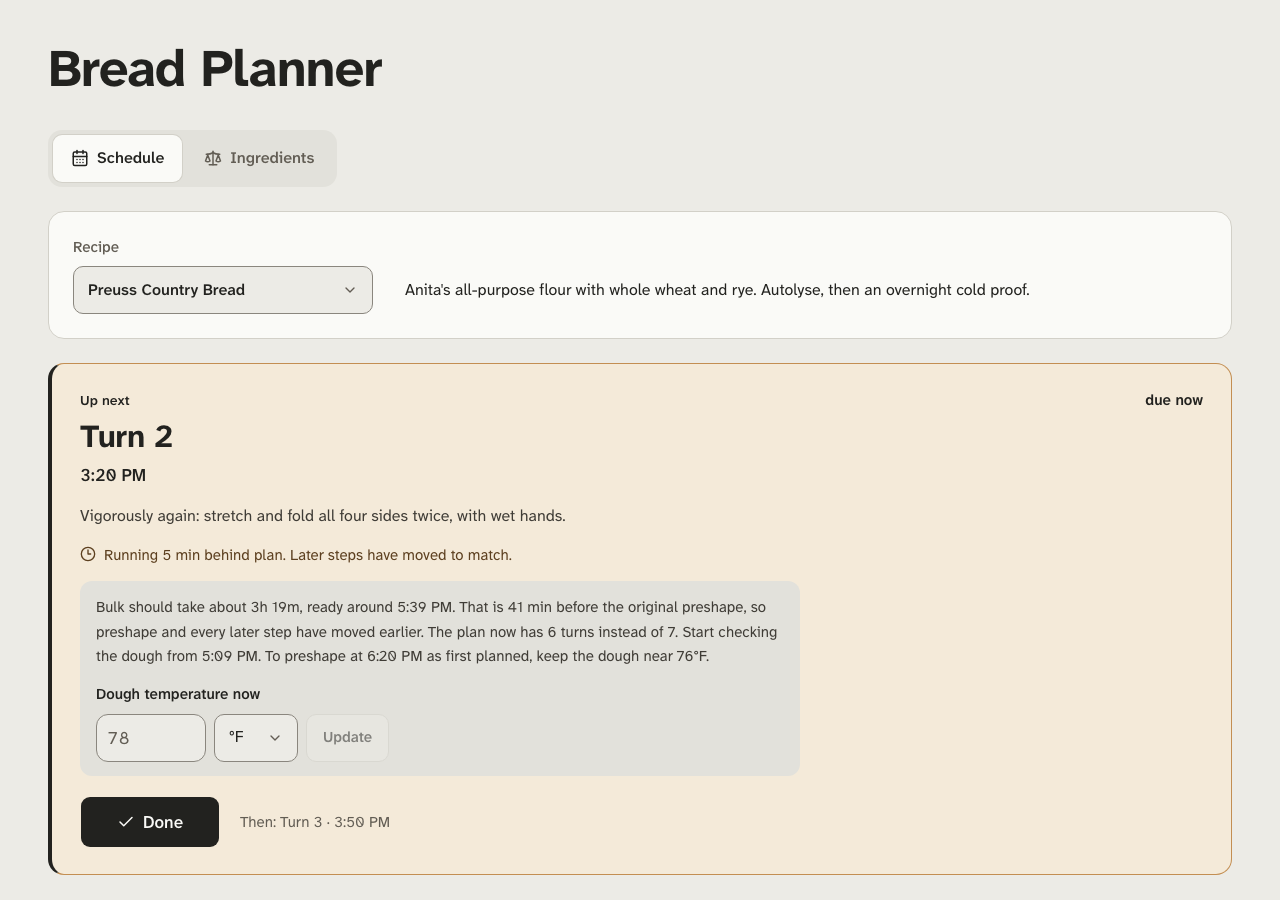 Bread Planner
Schedule
Ingredients
Recipe
Preuss Country Bread
Anita's all-purpose flour with whole wheat and rye. Autolyse, then an overnight cold proof.
Up next
due now
Turn 2
3:20 PM
Vigorously again: stretch and fold all four sides twice, with wet hands.
Running 5 min behind plan. Later steps have moved to match.
Bulk should take about 3h 19m, ready around 5:39 PM. That is 41 min before the original preshape, so
preshape and every later step have moved earlier. The plan now has 6 turns instead of 7. Start checking
the dough from 5:09 PM. To preshape at 6:20 PM as first planned, keep the dough near 76°F.
Dough temperature now
78
°F
Update
Done
Then: Turn 3 · 3:50 PM